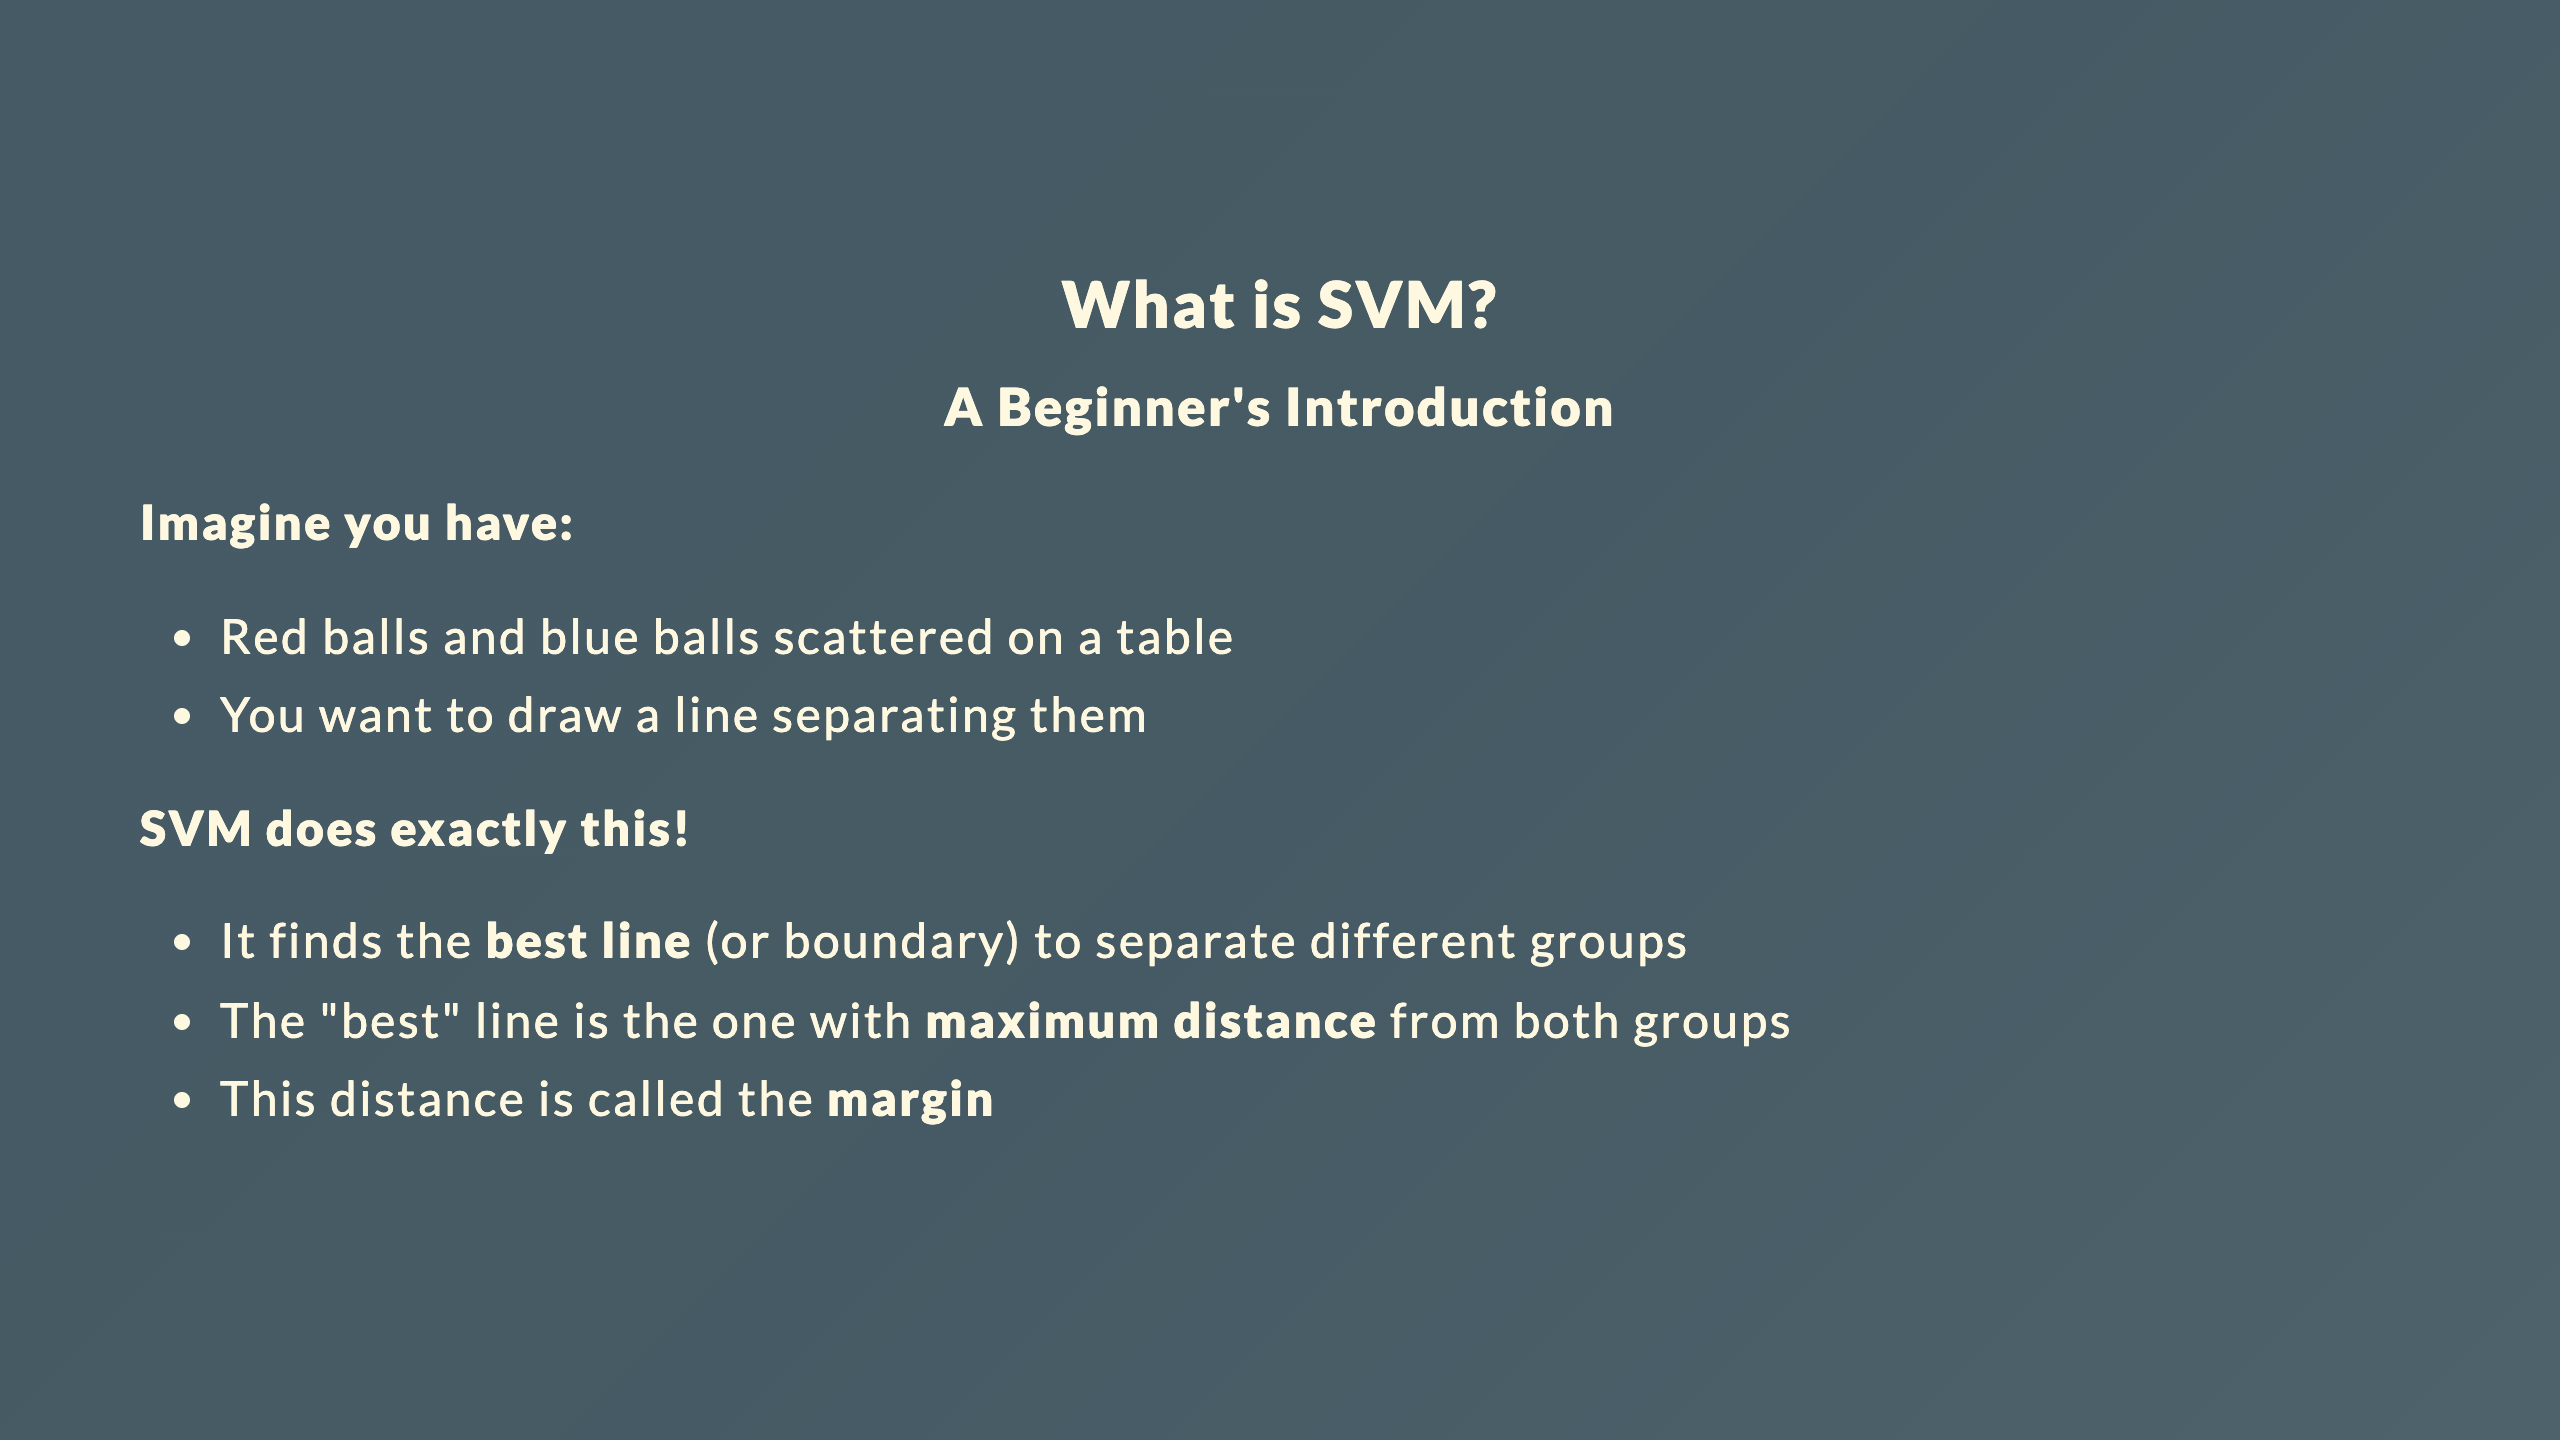 What is SVM?
A Beginner's Introduction
Imagine you have:
• Red balls and blue balls scattered on a table
• You want to draw a line separating them
SVM does exactly this!
• It finds the best line (or boundary) to separate different groups
• The "best" line is the one with maximum distance from both groups
• This distance is called the margin